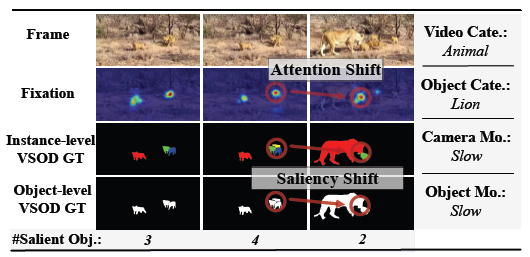 Frame
Video Cate.:
Animal
Attention Shift
Fixation
Object Cate.:
Lion
Instance-level
VSOD GT
Camera Mo.:
Slow
Saliency Shift
Object-level
VSOD GT
Object Mo.:
Slow
#Salient Obj.: 3 4 2